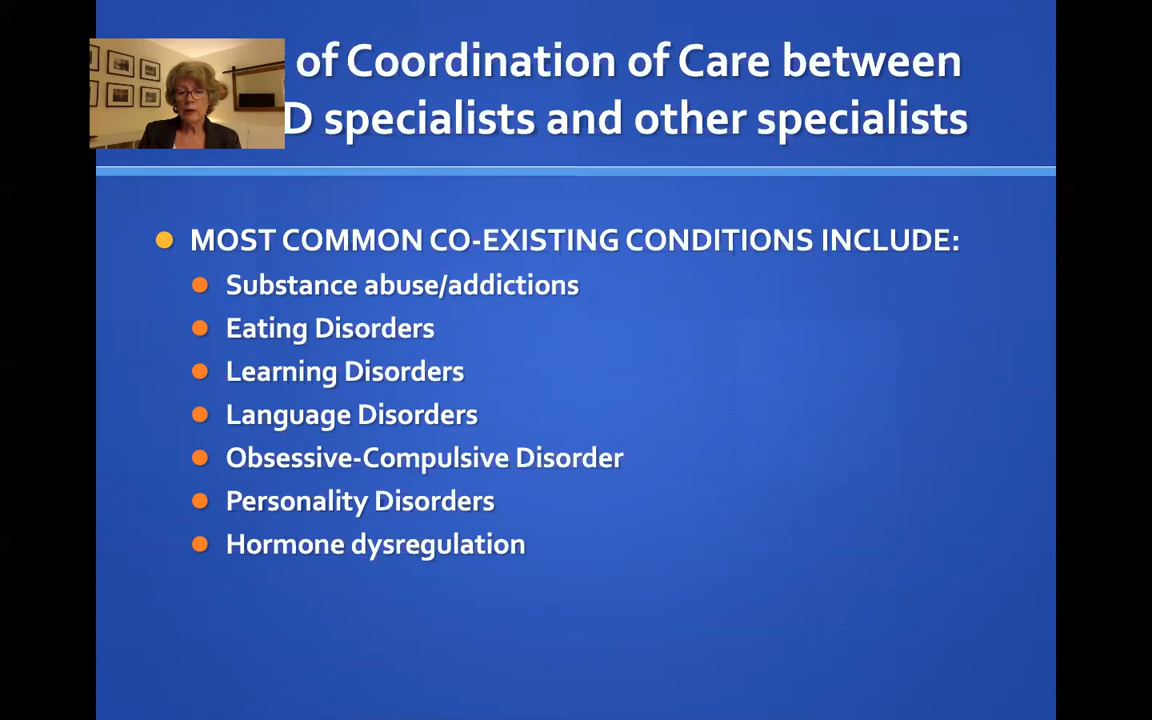 of Coordination of Care between
D specialists and other specialists
MOST COMMON CO-EXISTING CONDITIONS INCLUDE:
Substance abuse/addictions
Eating Disorders
Learning Disorders
Language Disorders
Obsessive-Compulsive Disorder
Personality Disorders
Hormone dysregulation